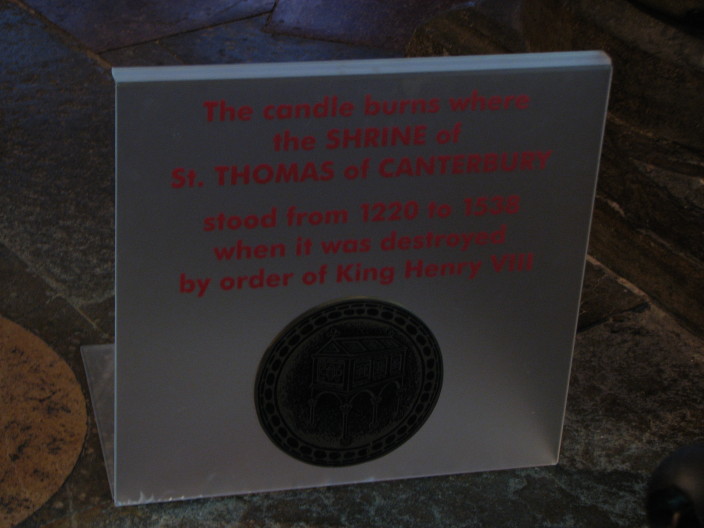 The candle burns where
the SHRINE of
St. THOMAS of CANTERBURY
stood from 1220 to 1538
when it was destroyed
by order of King Henry VIII